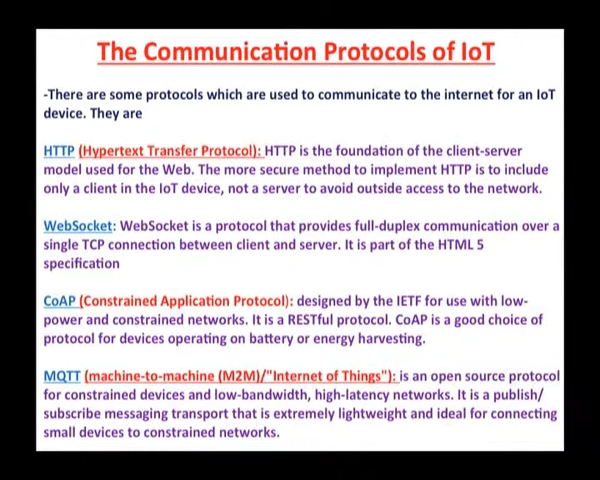 The Communication Protocols of IoT
-There are some protocols which are used to communicate to the internet for an IoT
device. They are
HTTP (Hypertext Transfer Protocol): HTTP is the foundation of the client-server
model used for the Web. The more secure method to implement HTTP is to include
only a client in the IoT device, not a server to avoid outside access to the network.
WebSocket: WebSocket is a protocol that provides full-duplex communication over a
single TCP connection between client and server. It is part of the HTML 5
specification
CoAP (Constrained Application Protocol): designed by the IETF for use with low-
power and constrained networks. It is a RESTful protocol. CoAP is a good choice of
protocol for devices operating on battery or energy harvesting.
MQTT (machine-to-machine (M2M)/"Internet of Things"): is an open source protocol
for constrained devices and low-bandwidth, high-latency networks. It is a publish/
subscribe messaging transport that is extremely lightweight and ideal for connecting
small devices to constrained networks.